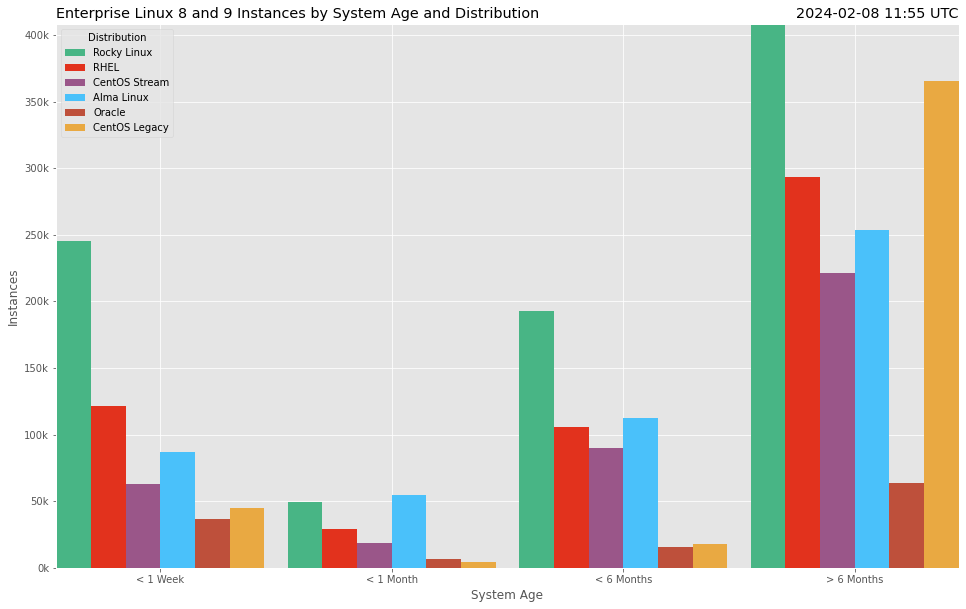 Enterprise Linux 8 and 9 Instances by System Age and Distribution
2024-02-08 11:55 UTC
Distribution
Rocky Linux
RHEL
CentOS Stream
Alma Linux
Oracle
CentOS Legacy
400k
350k
300k
250k
200k
150k
100k
50k
0k
Instances
< 1 Week
< 1 Month
< 6 Months
> 6 Months
System Age